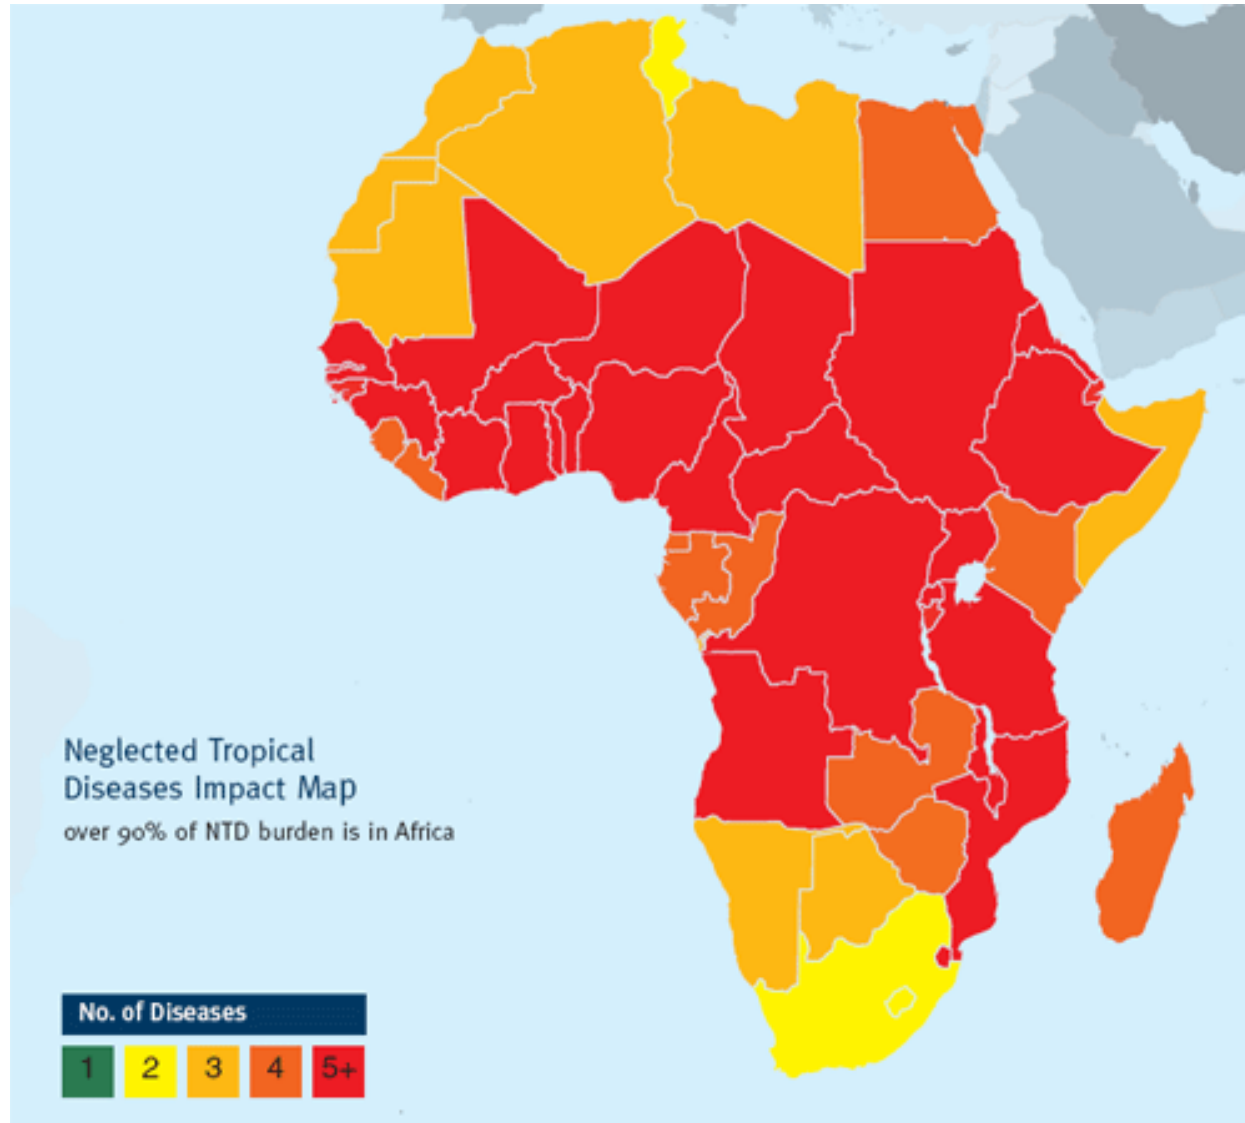 Neglected Tropical
Diseases Impact Map
over 90% of NTD burden is in Africa
No. of Diseases
1 2 3 4 5+